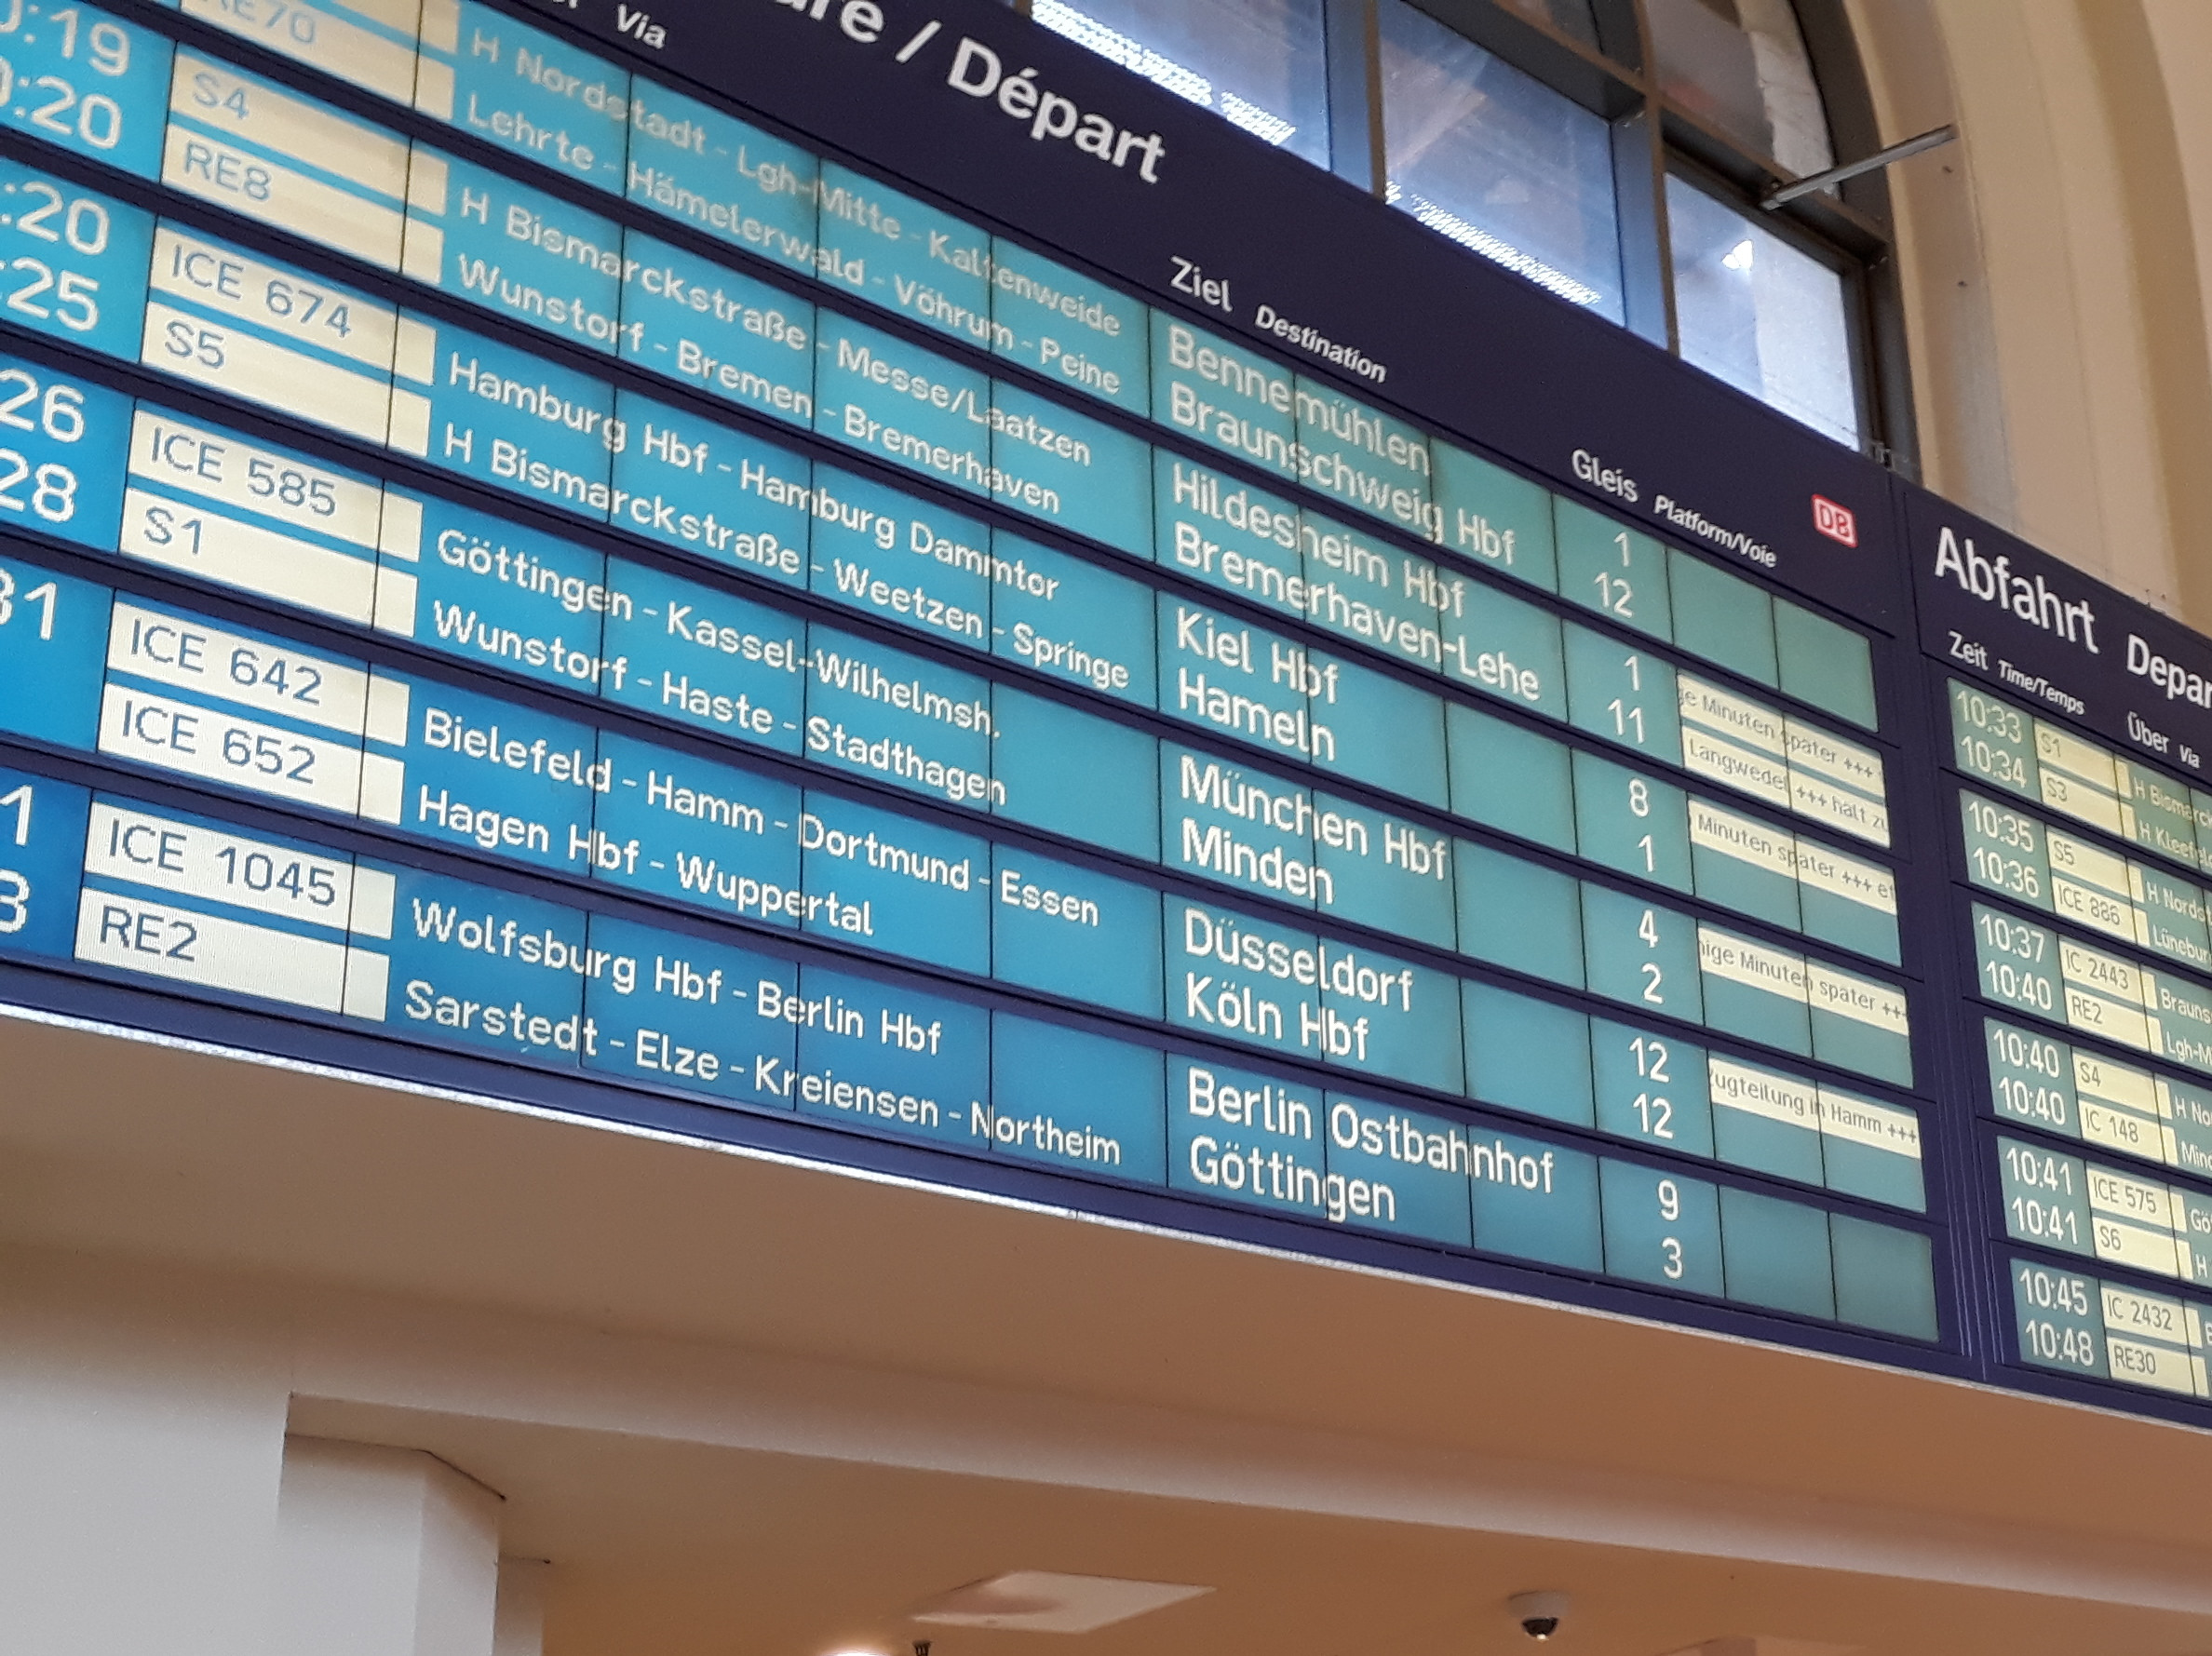 / Départ
Via
Ziel Destination
Gleis Platform/Voie
DB
:19 RE70 H Nordstadt - Lgh-Mitte - Kaltenweide Bennemühlen 1
:20 S4 Lehrte - Hämelerwald - Vöhrum - Peine Braunschweig Hbf 12
:20 RE8 H Bismarckstraße - Messe/Laatzen Hildesheim Hbf 1
:25 ICE 674 Wunstorf - Bremen - Bremerhaven Bremerhaven-Lehe 11
Minuten später +++
Langwedel +++ hält
26 S5 Hamburg Hbf - Hamburg Dammtor Kiel Hbf 8
28 ICE 585 H Bismarckstraße - Weetzen - Springe Hameln 1
Minuten später +++
31 S1 Göttingen - Kassel-Wilhelmsh. München Hbf 4
ICE 642 Wunstorf - Haste - Stadthagen Minden 2
Minuten später ++
ICE 652 Bielefeld - Hamm - Dortmund - Essen Düsseldorf 12
Hagen Hbf - Wuppertal Köln Hbf 12
Zugteilung in Hamm +++
1 ICE 1045 Wolfsburg Hbf - Berlin Hbf Berlin Ostbahnhof 9
3 RE2 Sarstedt - Elze - Kreiensen - Northeim Göttingen 3
Abfahrt
Zeit Time/Temps Über Via
10:33 S1 H
10:34 S3 H
10:35 S5 H
10:36 ICE 886
10:37 IC 2443
10:40 RE2
10:40 S4 H
10:40 IC 148
10:41 ICE 575
10:41 S6 H
10:45 IC 2432
10:48 RE30